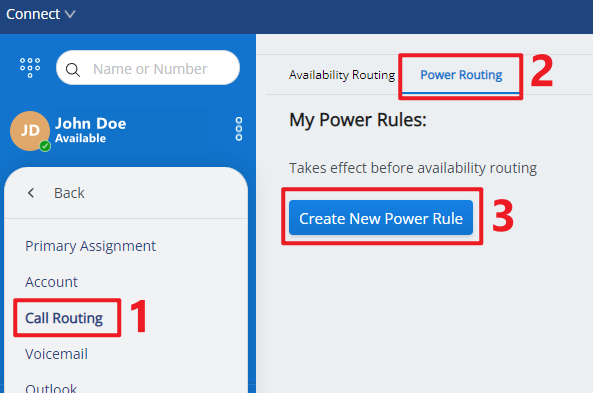 Connect
Name or Number
JD
John Doe
Available
Back
Primary Assignment
Account
Call Routing
1
Voicemail
Outlook
Availability Routing
Power Routing
2
My Power Rules:
Takes effect before availability routing
Create New Power Rule
3